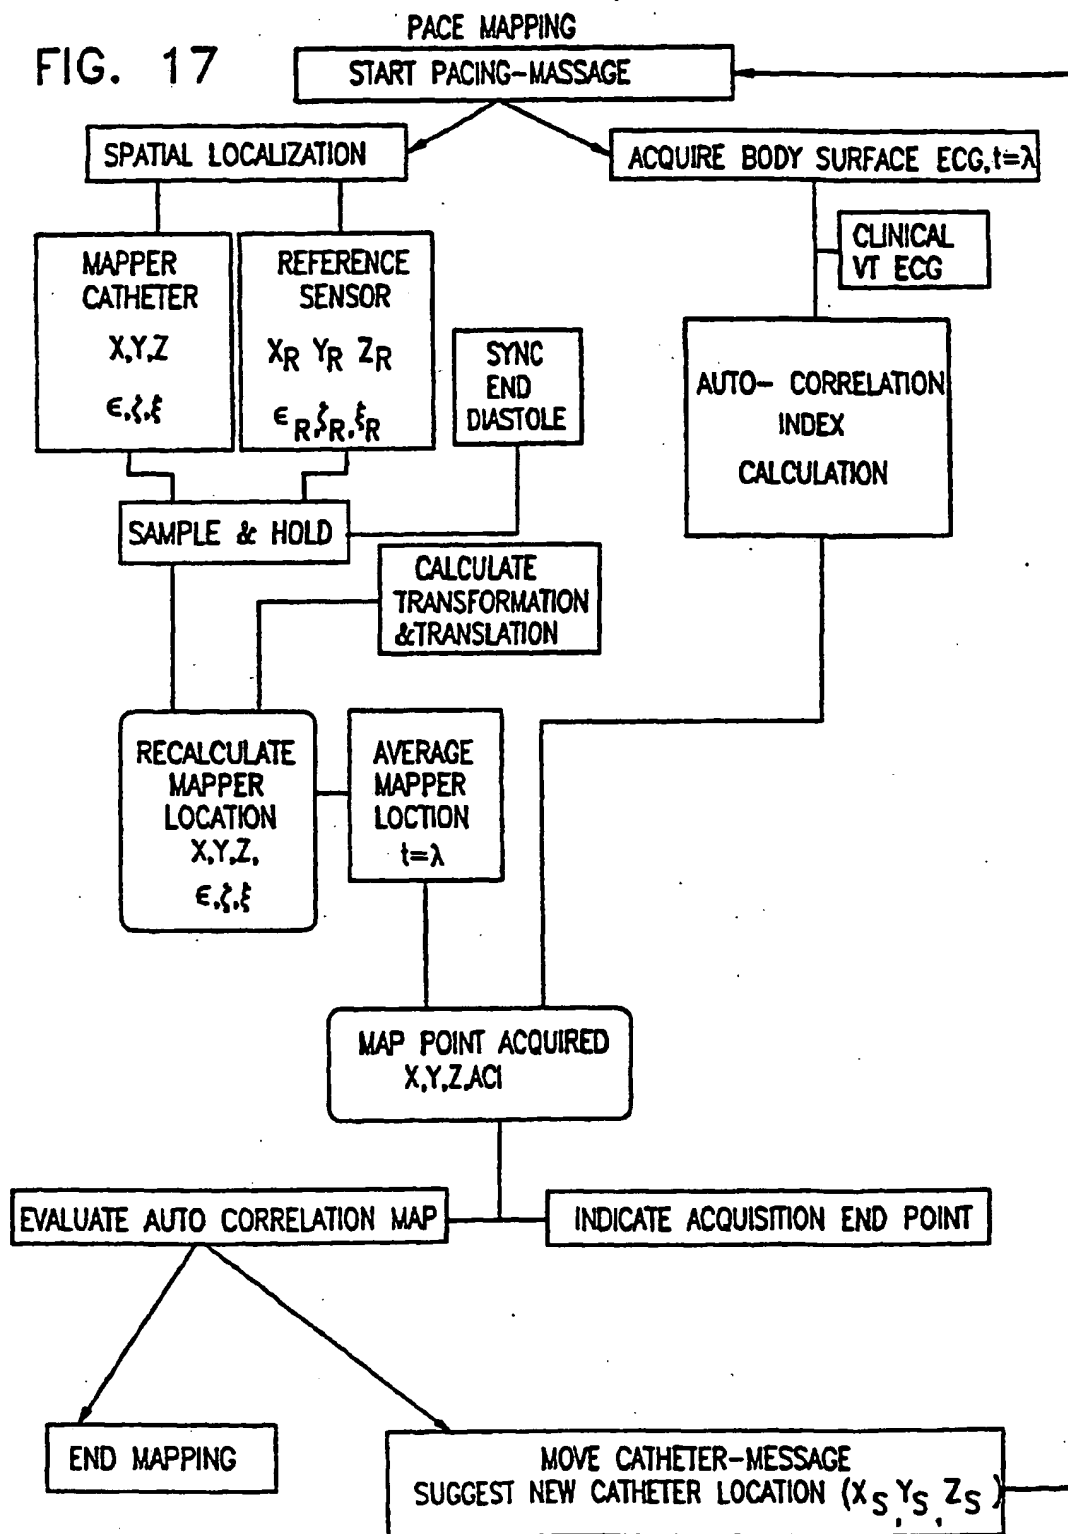 PACE MAPPING
FIG. 17
START PACING-MASSAGE
SPATIAL LOCALIZATION
ACQUIRE BODY SURFACE ECG, t=λ
CLINICAL
VT ECG
MAPPER
CATHETER
X,Y,Z
ϵ,ζ,ξ
REFERENCE
SENSOR
X_R Y_R Z_R
ϵ_R,ζ_R,ξ_R
SYNC
END
DIASTOLE
AUTO- CORRELATION
INDEX
CALCULATION
SAMPLE & HOLD
CALCULATE
TRANSFORMATION
&TRANSLATION
RECALCULATE
MAPPER
LOCATION
X,Y,Z,
ϵ,ζ,ξ
AVERAGE
MAPPER
LOCTION
t=λ
MAP POINT ACQUIRED
X,Y,Z,ACI
EVALUATE AUTO CORRELATION MAP
INDICATE ACQUISITION END POINT
END MAPPING
MOVE CATHETER-MESSAGE
SUGGEST NEW CATHETER LOCATION (X_S, Y_S, Z_S)